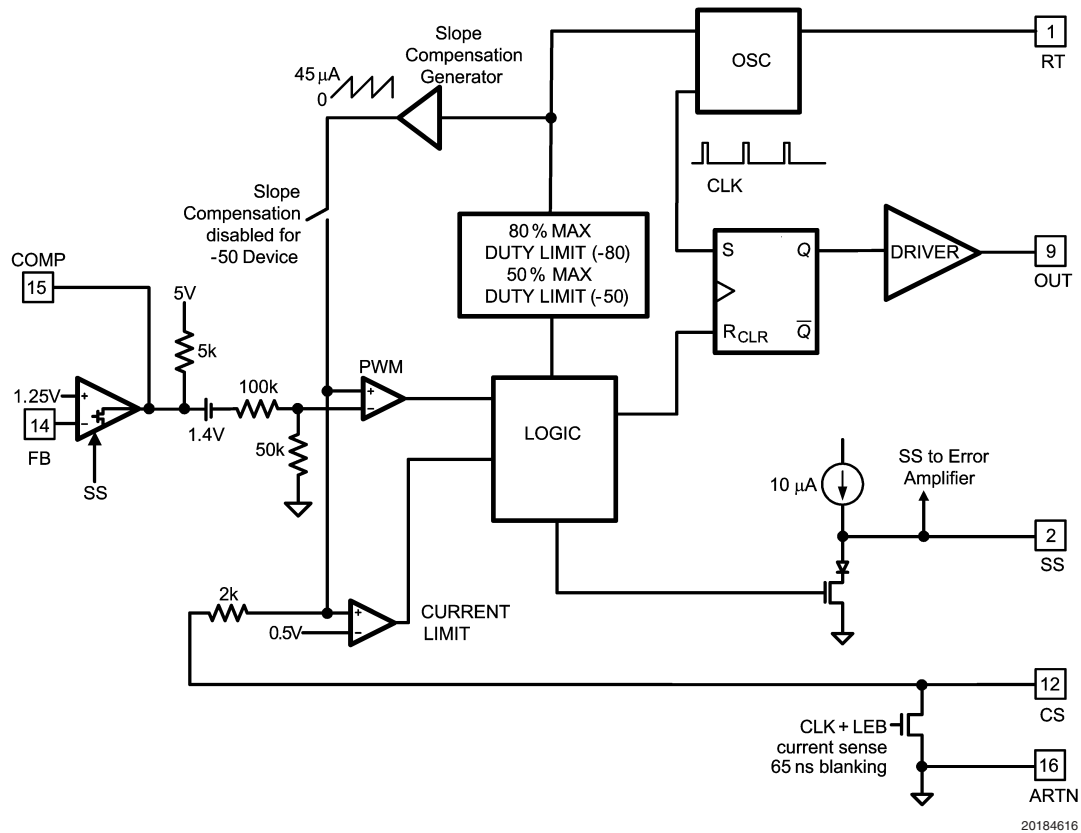 Slope
Compensation
Generator
45 µA
0
OSC
1
RT
CLK
Slope
Compensation
disabled for
-50 Device
80% MAX
DUTY LIMIT (-80)
50% MAX
DUTY LIMIT (-50)
S
Q
RCLR
Q̅
DRIVER
9
OUT
COMP
15
5V
5k
1.25V
+
−
14
FB
SS
1.4V
100k
50k
PWM
+
−
LOGIC
10 µA
SS to Error
Amplifier
2
SS
2k
0.5V
+
−
CURRENT
LIMIT
12
CS
CLK + LEB
current sense
65 ns blanking
16
ARTN
20184616